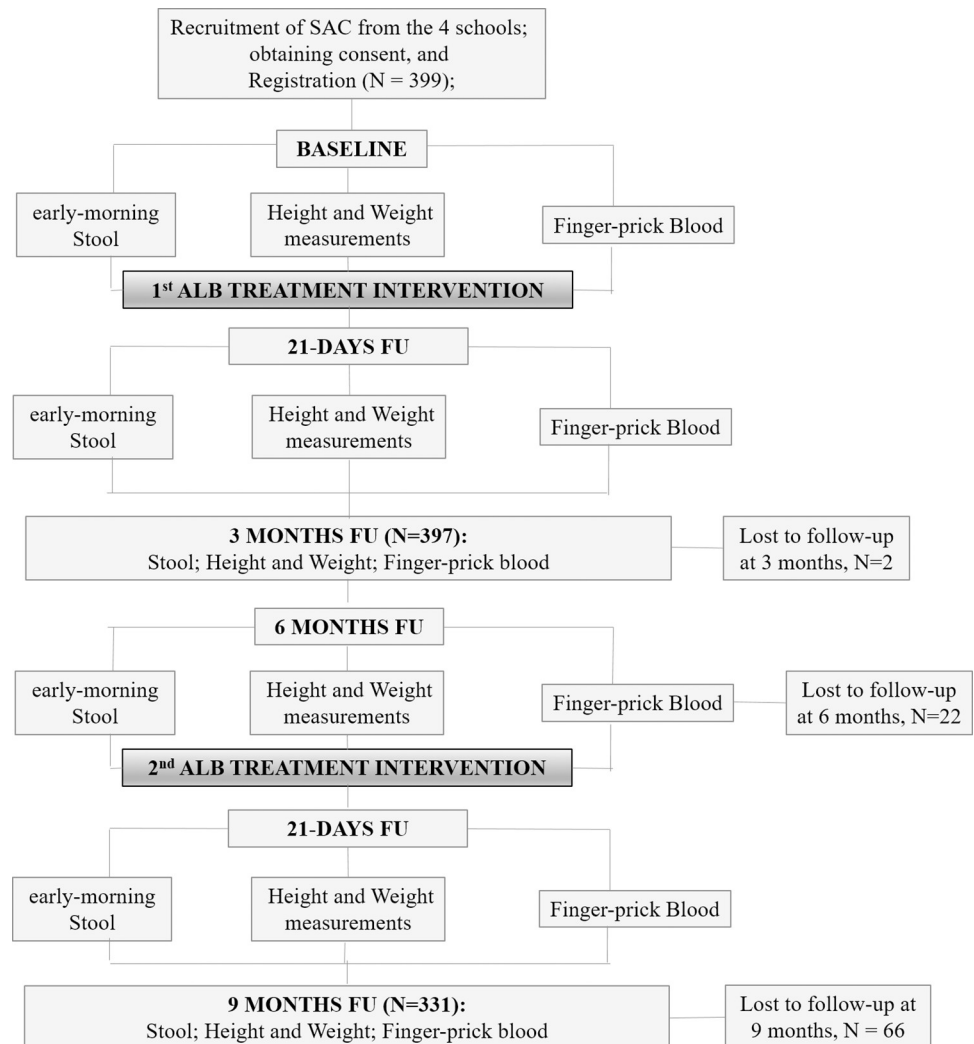 Recruitment of SAC from the 4 schools;
obtaining consent, and
Registration (N = 399);
BASELINE
early-morning
Stool
Height and Weight
measurements
Finger-prick Blood
1st ALB TREATMENT INTERVENTION
21-DAYS FU
early-morning
Stool
Height and Weight
measurements
Finger-prick Blood
3 MONTHS FU (N=397):
Stool; Height and Weight; Finger-prick blood
Lost to follow-up
at 3 months, N=2
6 MONTHS FU
early-morning
Stool
Height and Weight
measurements
Finger-prick Blood
Lost to follow-up
at 6 months, N=22
2nd ALB TREATMENT INTERVENTION
21-DAYS FU
early-morning
Stool
Height and Weight
measurements
Finger-prick Blood
9 MONTHS FU (N=331):
Stool; Height and Weight; Finger-prick blood
Lost to follow-up at
9 months, N = 66